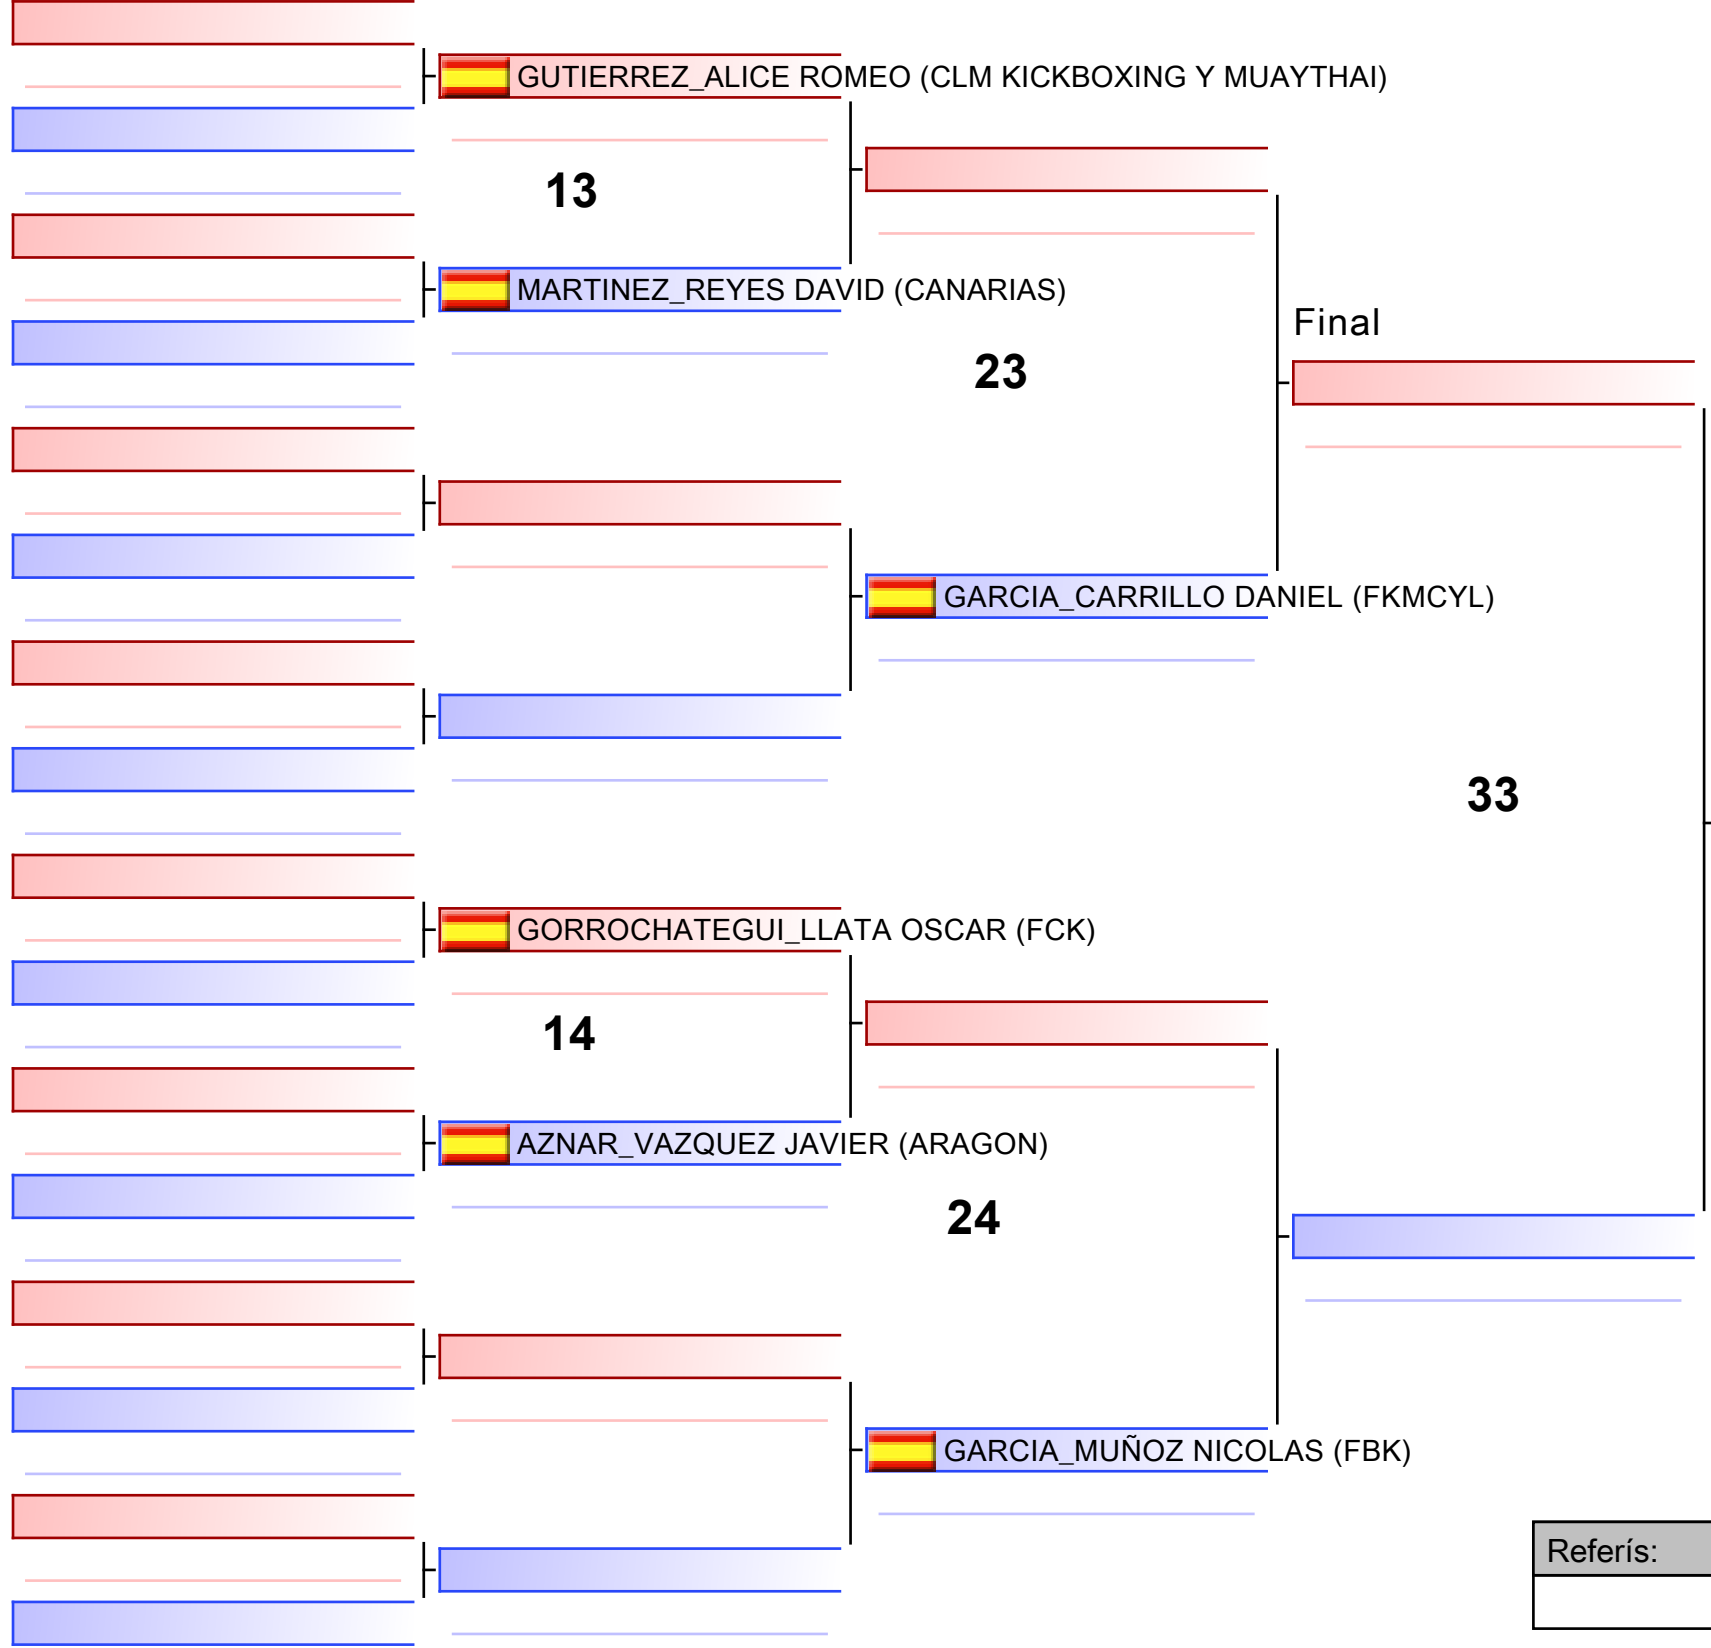 GUTIERREZ_ALICE ROMEO (CLM KICKBOXING Y MUAYTHAI)
13
MARTINEZ_REYES DAVID (CANARIAS)
Final
23
GARCIA_CARRILLO DANIEL (FKMCYL)
33
GORROCHATEGUI_LLATA OSCAR (FCK)
14
AZNAR_VAZQUEZ JAVIER (ARAGON)
24
GARCIA_MUÑOZ NICOLAS (FBK)
Referís: